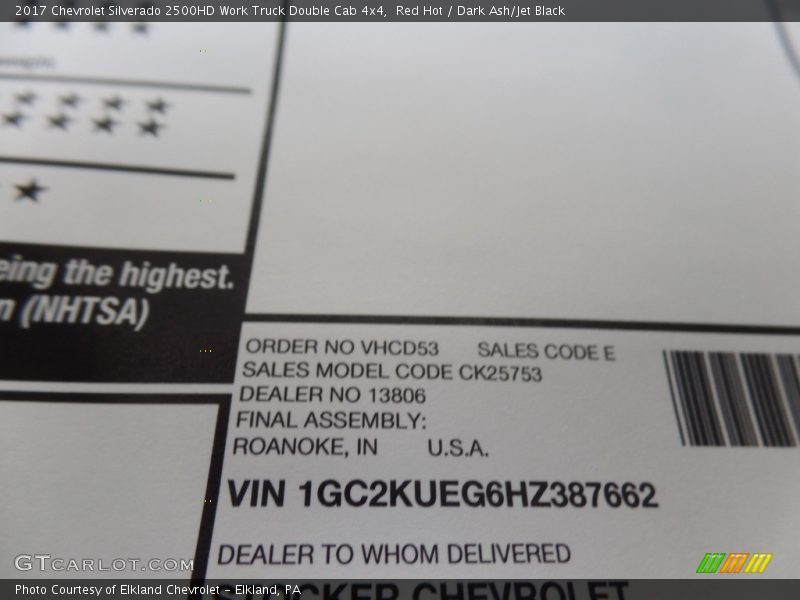 2017 Chevrolet Silverado 2500HD Work Truck Double Cab 4x4, Red Hot / Dark Ash/Jet Black
eing the highest.
n (NHTSA)
ORDER NO VHCD53 SALES CODE E
SALES MODEL CODE CK25753
DEALER NO 13806
FINAL ASSEMBLY:
ROANOKE, IN U.S.A.
VIN 1GC2KUEG6HZ387662
DEALER TO WHOM DELIVERED
STOCKER CHEVROLET
GTCARLOT.COM
Photo Courtesy of Elkland Chevrolet - Elkland, PA